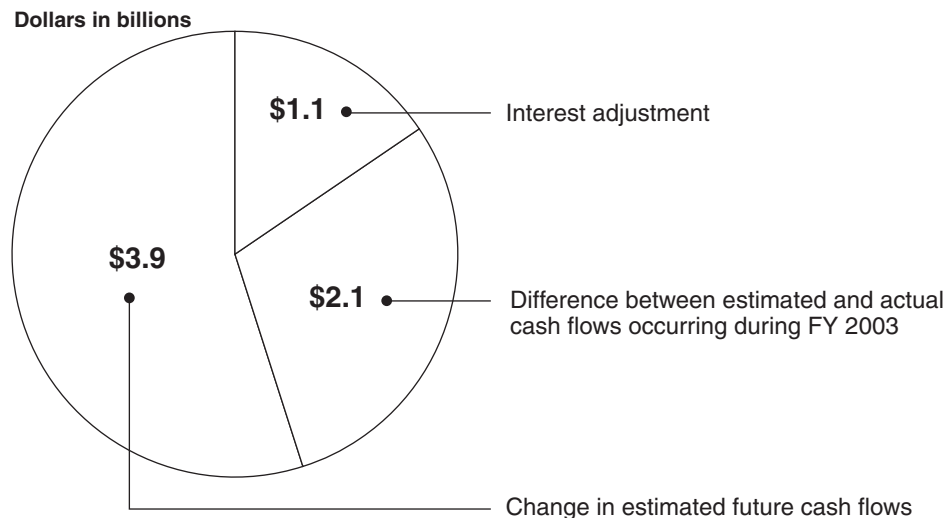 Dollars in billions
$1.1
Interest adjustment
$3.9
$2.1
Difference between estimated and actual
cash flows occurring during FY 2003
Change in estimated future cash flows